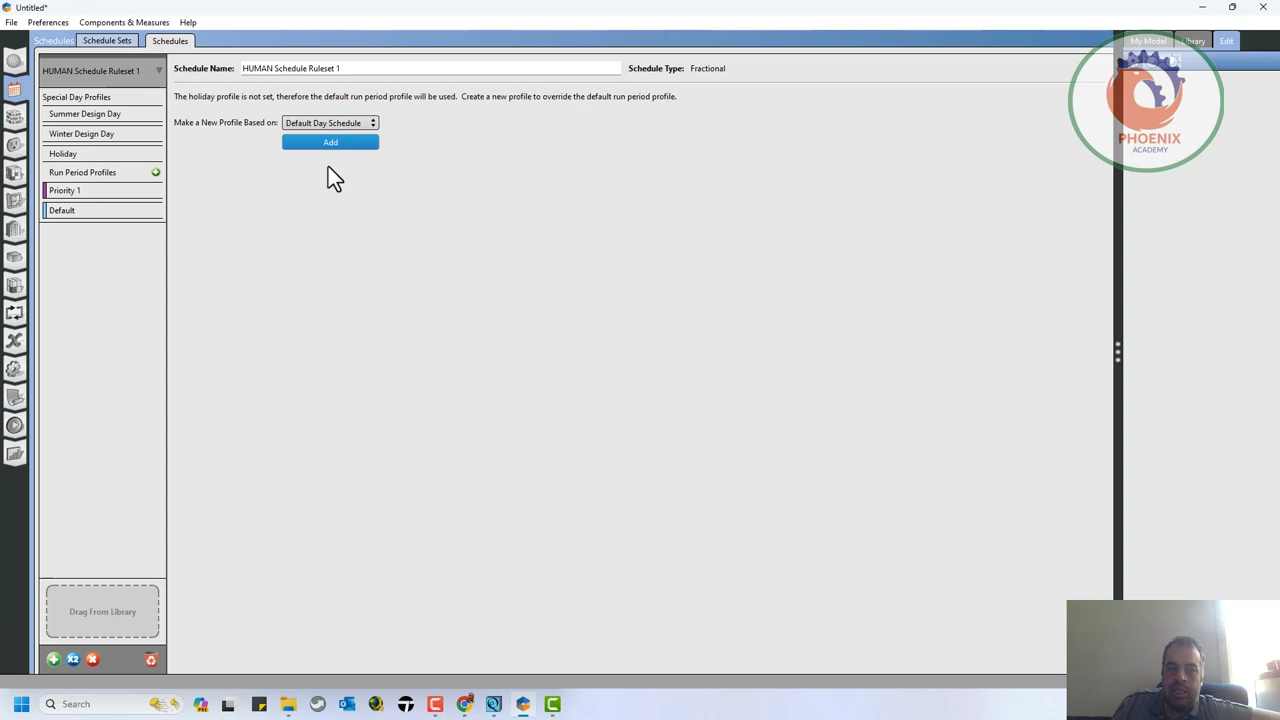 Untitled*
File Preferences Components & Measures Help
Schedules Schedule Sets Schedules My Model Library Edit
HUMAN Schedule Ruleset 1
Schedule Name: HUMAN Schedule Ruleset 1 Schedule Type: Fractional
Special Day Profiles
The holiday profile is not set, therefore the default run period profile will be used. Create a new profile to override the default run period profile.
Summer Design Day
Make a New Profile Based on: Default Day Schedule
Winter Design Day
Add
Holiday
Run Period Profiles
Priority 1
Default
PHOENIX
ACADEMY
Drag From Library
X2
Search